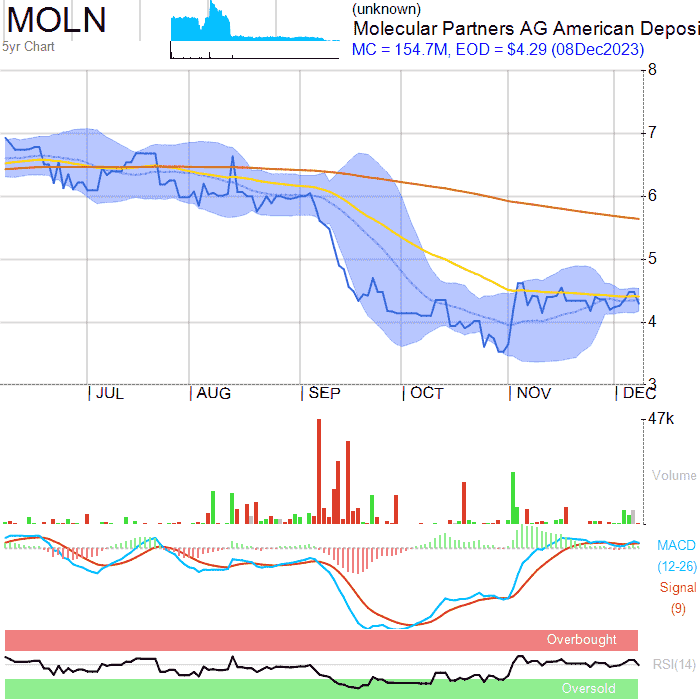 MOLN
5yr Chart
(unknown)
Molecular Partners AG American Deposi
MC = 154.7M, EOD = $4.29 (08Dec2023)
8
7
6
5
4
3
JUL
AUG
SEP
OCT
NOV
DEC
47k
Volume
MACD
(12-26)
Signal
(9)
Overbought
RSI(14)
Oversold